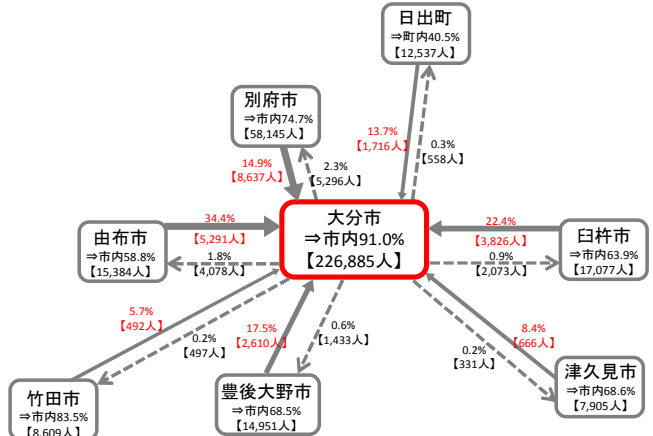 日出町
⇒町内40.5%
【12,537人】
別府市
⇒市内74.7%
【58,145人】
13.7%
【1,716人】
0.3%
【558人】
14.9%
【8,637人】
2.3%
【5,296人】
大分市
⇒市内91.0%
【226,885人】
34.4%
【5,291人】
由布市
⇒市内58.8%
【15,384人】
1.8%
【4,078人】
22.4%
【3,826人】
臼杵市
⇒市内63.9%
【17,077人】
0.9%
【2,073人】
5.7%
【492人】
0.2%
【497人】
17.5%
【2,610人】
0.6%
【1,433人】
8.4%
【666人】
0.2%
【331人】
竹田市
⇒市内83.5%
【8,609人】
豊後大野市
⇒市内68.5%
【14,951人】
津久見市
⇒市内68.6%
【7,905人】